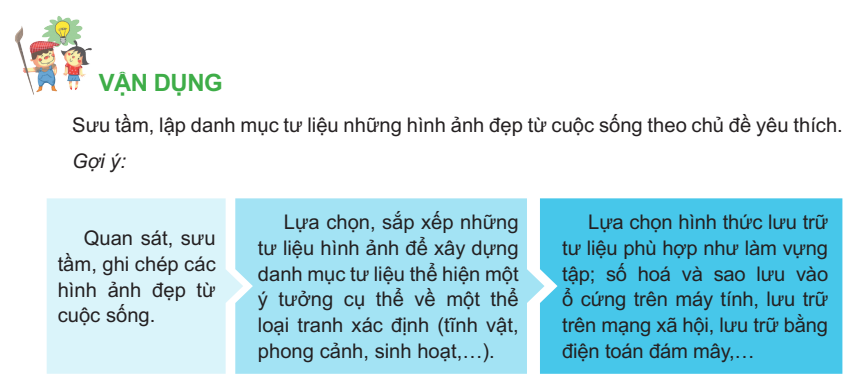 VẬN DỤNG
Sưu tầm, lập danh mục tư liệu những hình ảnh đẹp từ cuộc sống theo chủ đề yêu thích.
Gợi ý:
Quan sát, sưu
tầm, ghi chép các
hình ảnh đẹp từ
cuộc sống.
Lựa chọn, sắp xếp những
tư liệu hình ảnh để xây dựng
danh mục tư liệu thể hiện một
ý tưởng cụ thể về một thể
loại tranh xác định (tĩnh vật,
phong cảnh, sinh hoạt,...).
Lựa chọn hình thức lưu trữ
tư liệu phù hợp như làm vựng
tập; số hoá và sao lưu vào
ổ cứng trên máy tính, lưu trữ
trên mạng xã hội, lưu trữ bằng
điện toán đám mây,...